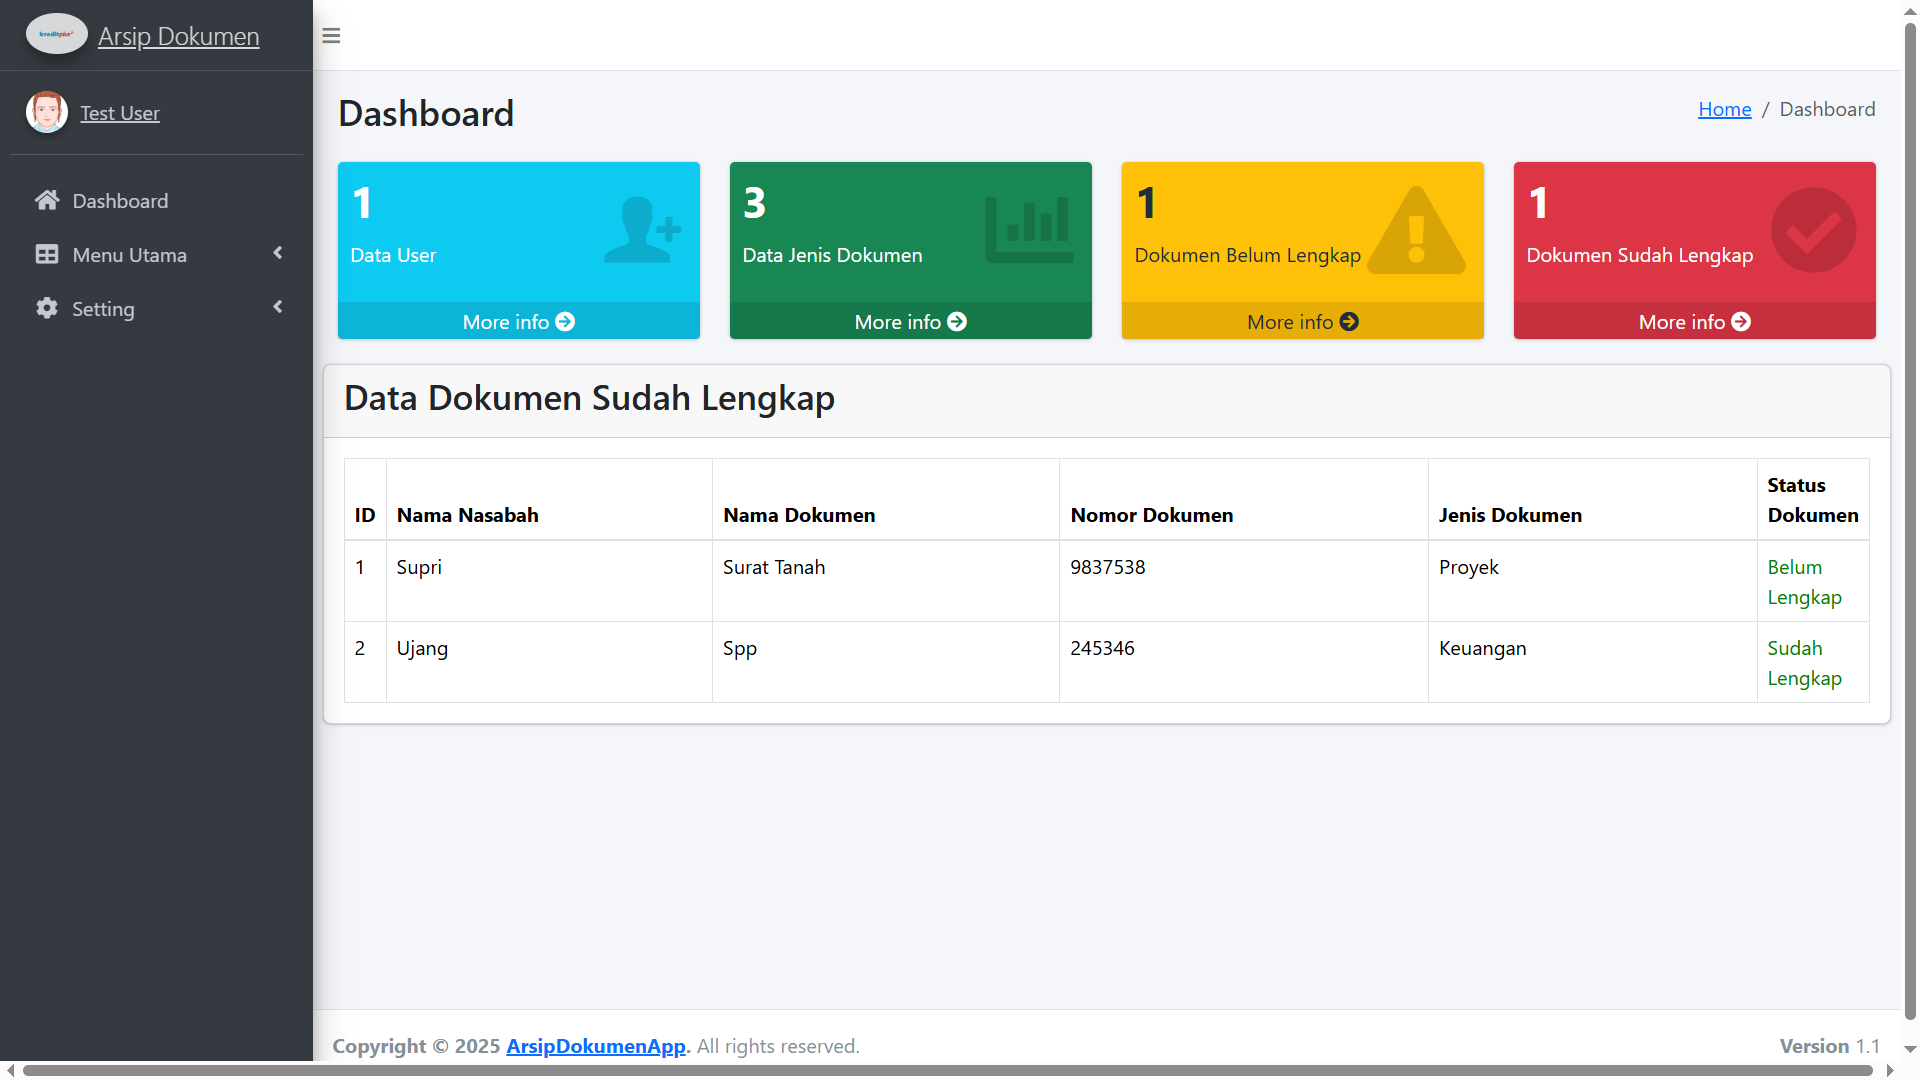 kreditplus
Arsip Dokumen
Test User
Dashboard
Menu Utama
Setting
Dashboard
Home / Dashboard
1
Data User
More info
3
Data Jenis Dokumen
More info
1
Dokumen Belum Lengkap
More info
1
Dokumen Sudah Lengkap
More info
Data Dokumen Sudah Lengkap
ID Nama Nasabah Nama Dokumen Nomor Dokumen Jenis Dokumen Status Dokumen
1 Supri Surat Tanah 9837538 Proyek Belum Lengkap
2 Ujang Spp 245346 Keuangan Sudah Lengkap
Copyright © 2025 ArsipDokumenApp. All rights reserved.
Version 1.1